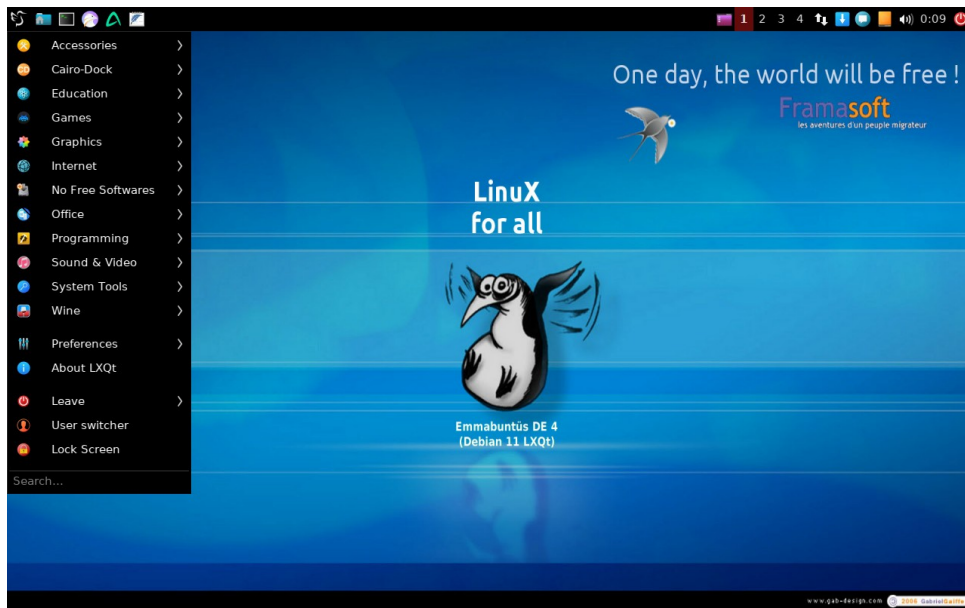 1 2 3 4 0:09
Accessories
Cairo-Dock
Education
Games
Graphics
Internet
No Free Softwares
Office
Programming
Sound & Video
System Tools
Wine
Preferences
About LXQt
Leave
User switcher
Lock Screen
Search...
One day, the world will be free !
Framasoft
les aventures d'un peuple migrateur
LinuX
for all
Emmabuntüs DE 4
(Debian 11 LXQt)
www.gab-design.com 2006